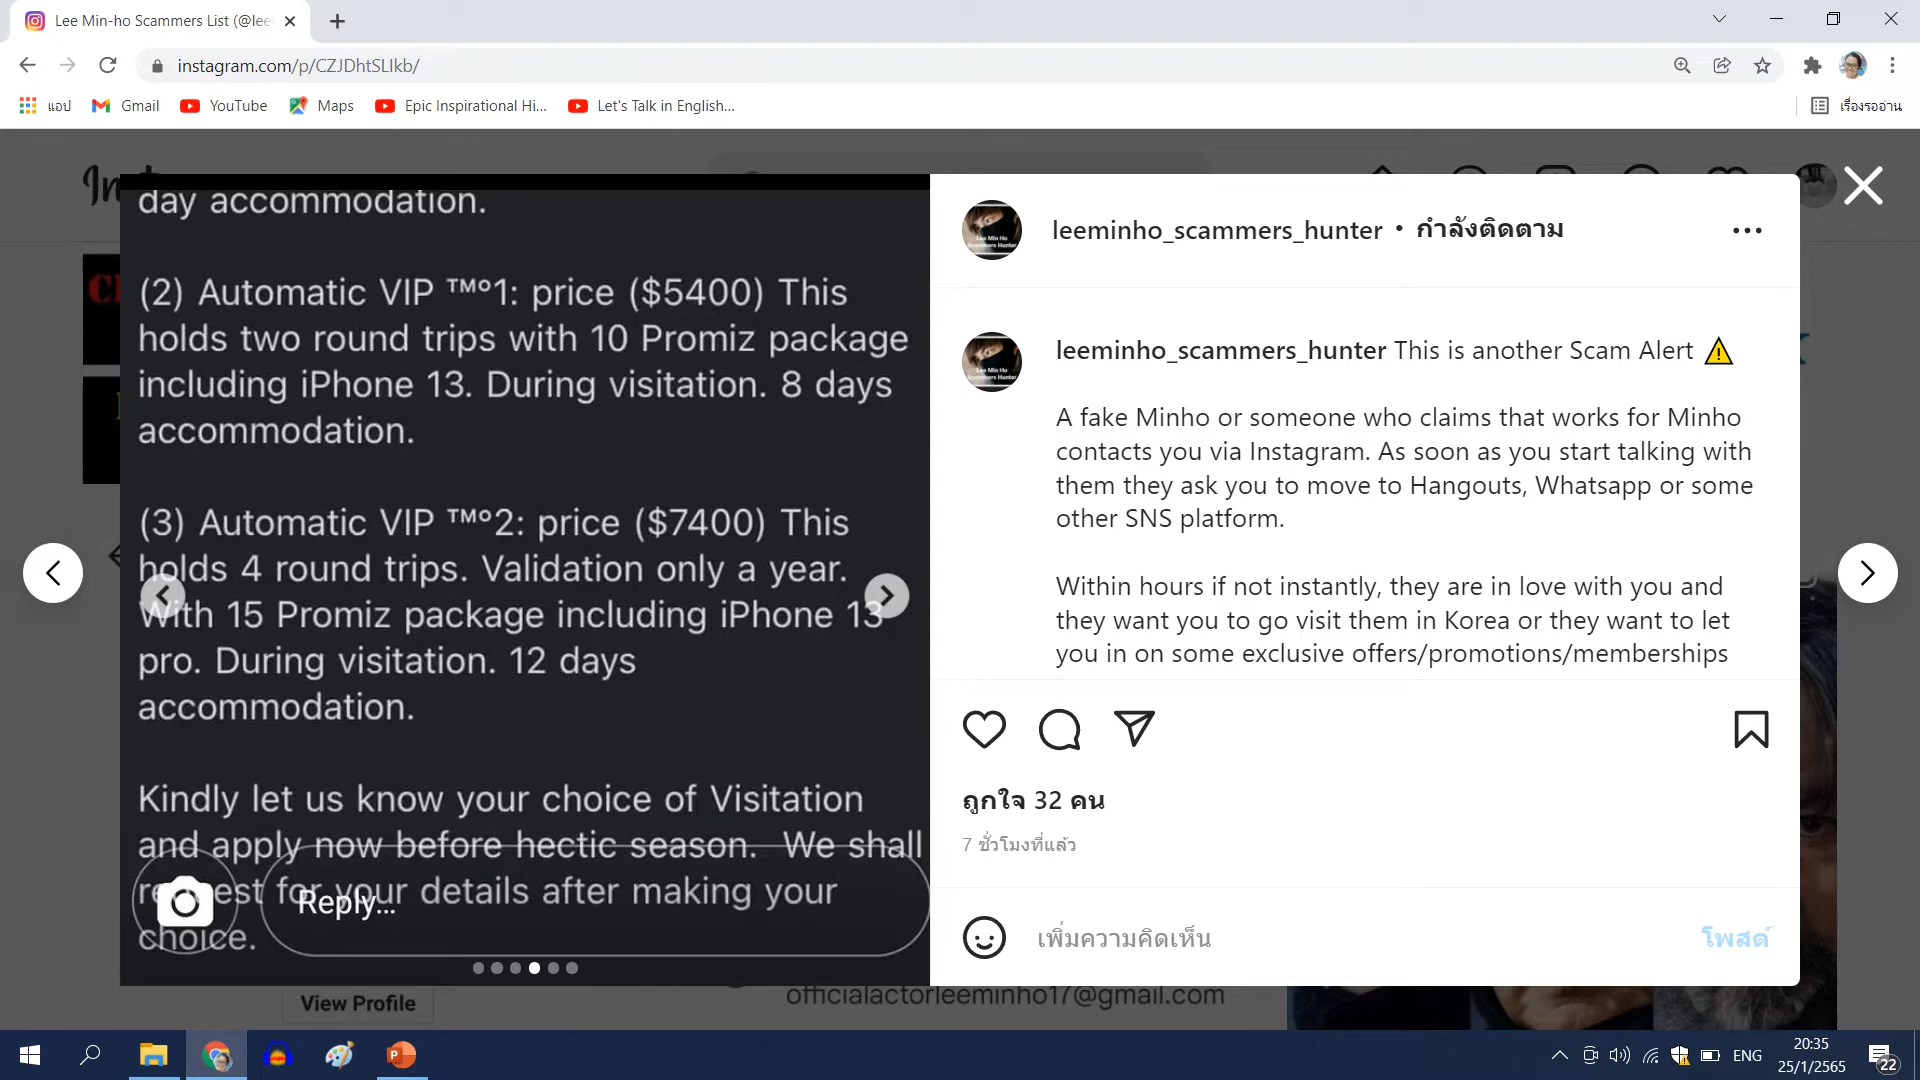 Lee Min-ho Scammers List (@lee
instagram.com/p/CZJDhtSLIkb/
แอป
Gmail
YouTube
Maps
Epic Inspirational Hi...
Let's Talk in English...
เรื่องรออ่าน
day accommodation.
(2) Automatic VIP ™º1: price ($5400) This
holds two round trips with 10 Promiz package
including iPhone 13. During visitation. 8 days
accommodation.
(3) Automatic VIP ™º2: price ($7400) This
holds 4 round trips. Validation only a year.
With 15 Promiz package including iPhone 13
pro. During visitation. 12 days
accommodation.
Kindly let us know your choice of Visitation
and apply now before hectic season. We shall
request for your details after making your
choice.
Reply...
leeminho_scammers_hunter • กำลังติดตาม
leeminho_scammers_hunter This is another Scam Alert ⚠
A fake Minho or someone who claims that works for Minho
contacts you via Instagram. As soon as you start talking with
them they ask you to move to Hangouts, Whatsapp or some
other SNS platform.
Within hours if not instantly, they are in love with you and
they want you to go visit them in Korea or they want to let
you in on some exclusive offers/promotions/memberships
ถูกใจ 32 คน
7 ชั่วโมงที่แล้ว
เพิ่มความคิดเห็น
โพสต์
View Profile
officialactorleeminho17@gmail.com
ENG
20:35
25/1/2565
22